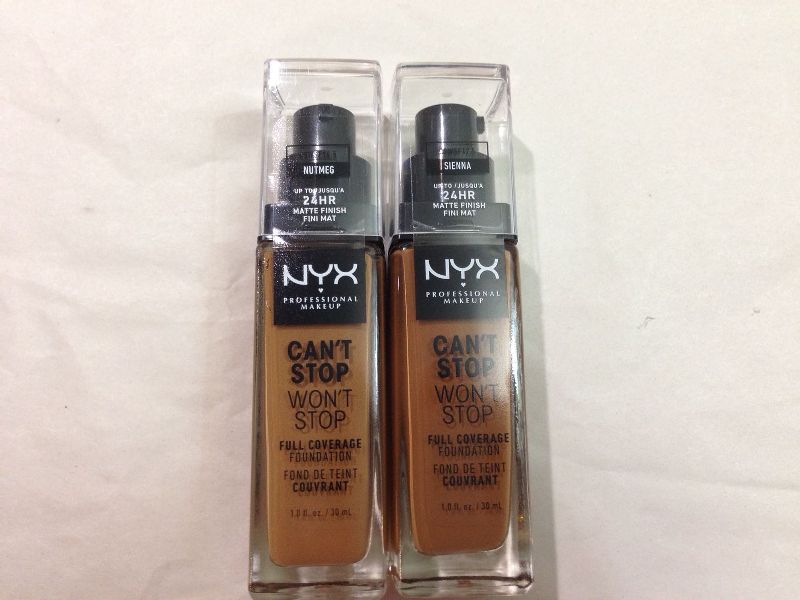 NUTMEG
UP TO / JUSQU'A
24HR
MATTE FINISH
FINI MAT
NYX
PROFESSIONAL
MAKEUP
CAN'T
STOP
WON'T
STOP
FULL COVERAGE
FOUNDATION
FOND DE TEINT
COUVRANT
1.0 fl. oz. / 30 mL
SIENNA
UP TO / JUSQU'A
24HR
MATTE FINISH
FINI MAT
NYX
PROFESSIONAL
MAKEUP
CAN'T
STOP
WON'T
STOP
FULL COVERAGE
FOUNDATION
FOND DE TEINT
COUVRANT
1.0 fl. oz. / 30 mL